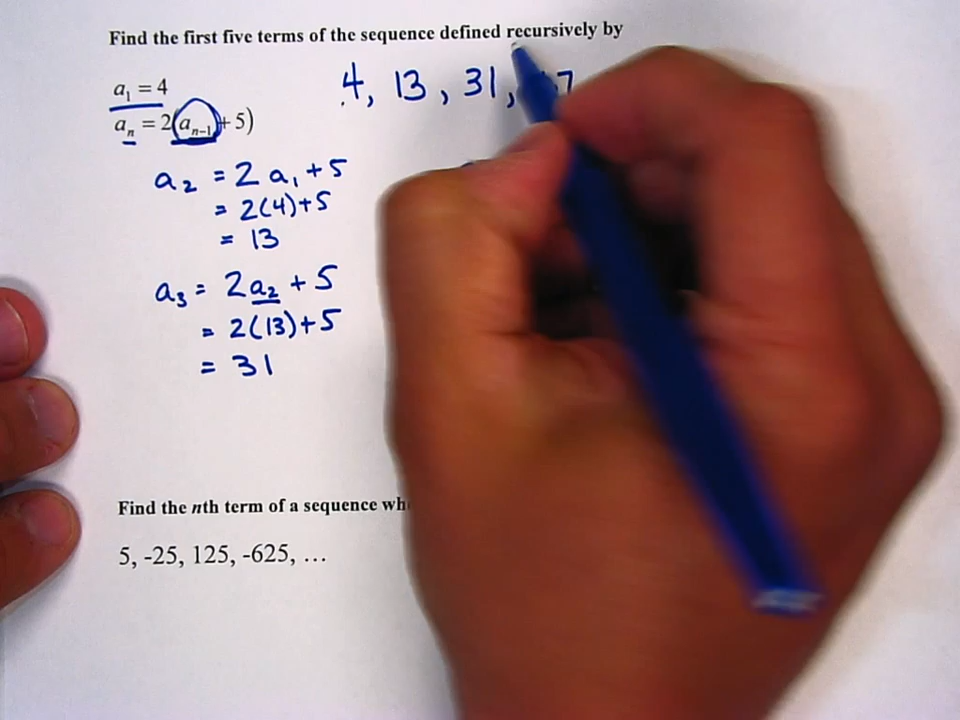 Find the first five terms of the sequence defined recursively by
a₁ = 4
4, 13, 31, 
aₙ = 2(aₙ₋₁ + 5)
a₂ = 2 a₁ + 5
= 2(4)+5
= 13
a₃ = 2a₂ + 5
= 2(13)+5
= 31
Find the nth term of a sequence
5, -25, 125, -625, …